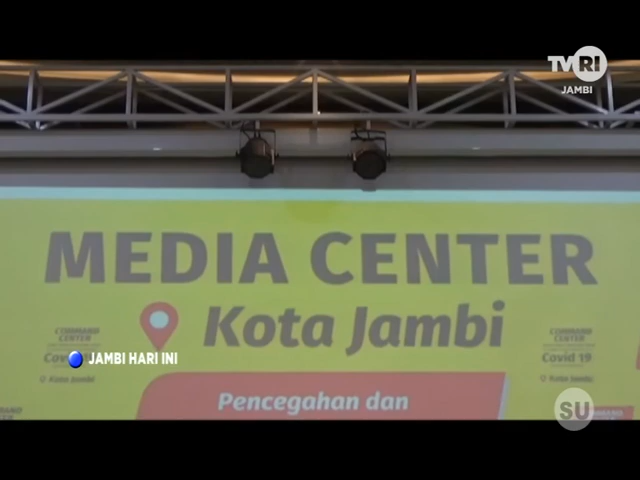 TVRI
JAMBI
MEDIA CENTER
Kota Jambi
COMMAND
CENTER
Covid 19
Kota Jambi
COMMAND
CENTER
Covid 19
Kota Jambi
JAMBI HARI INI
Pencegahan dan
SU